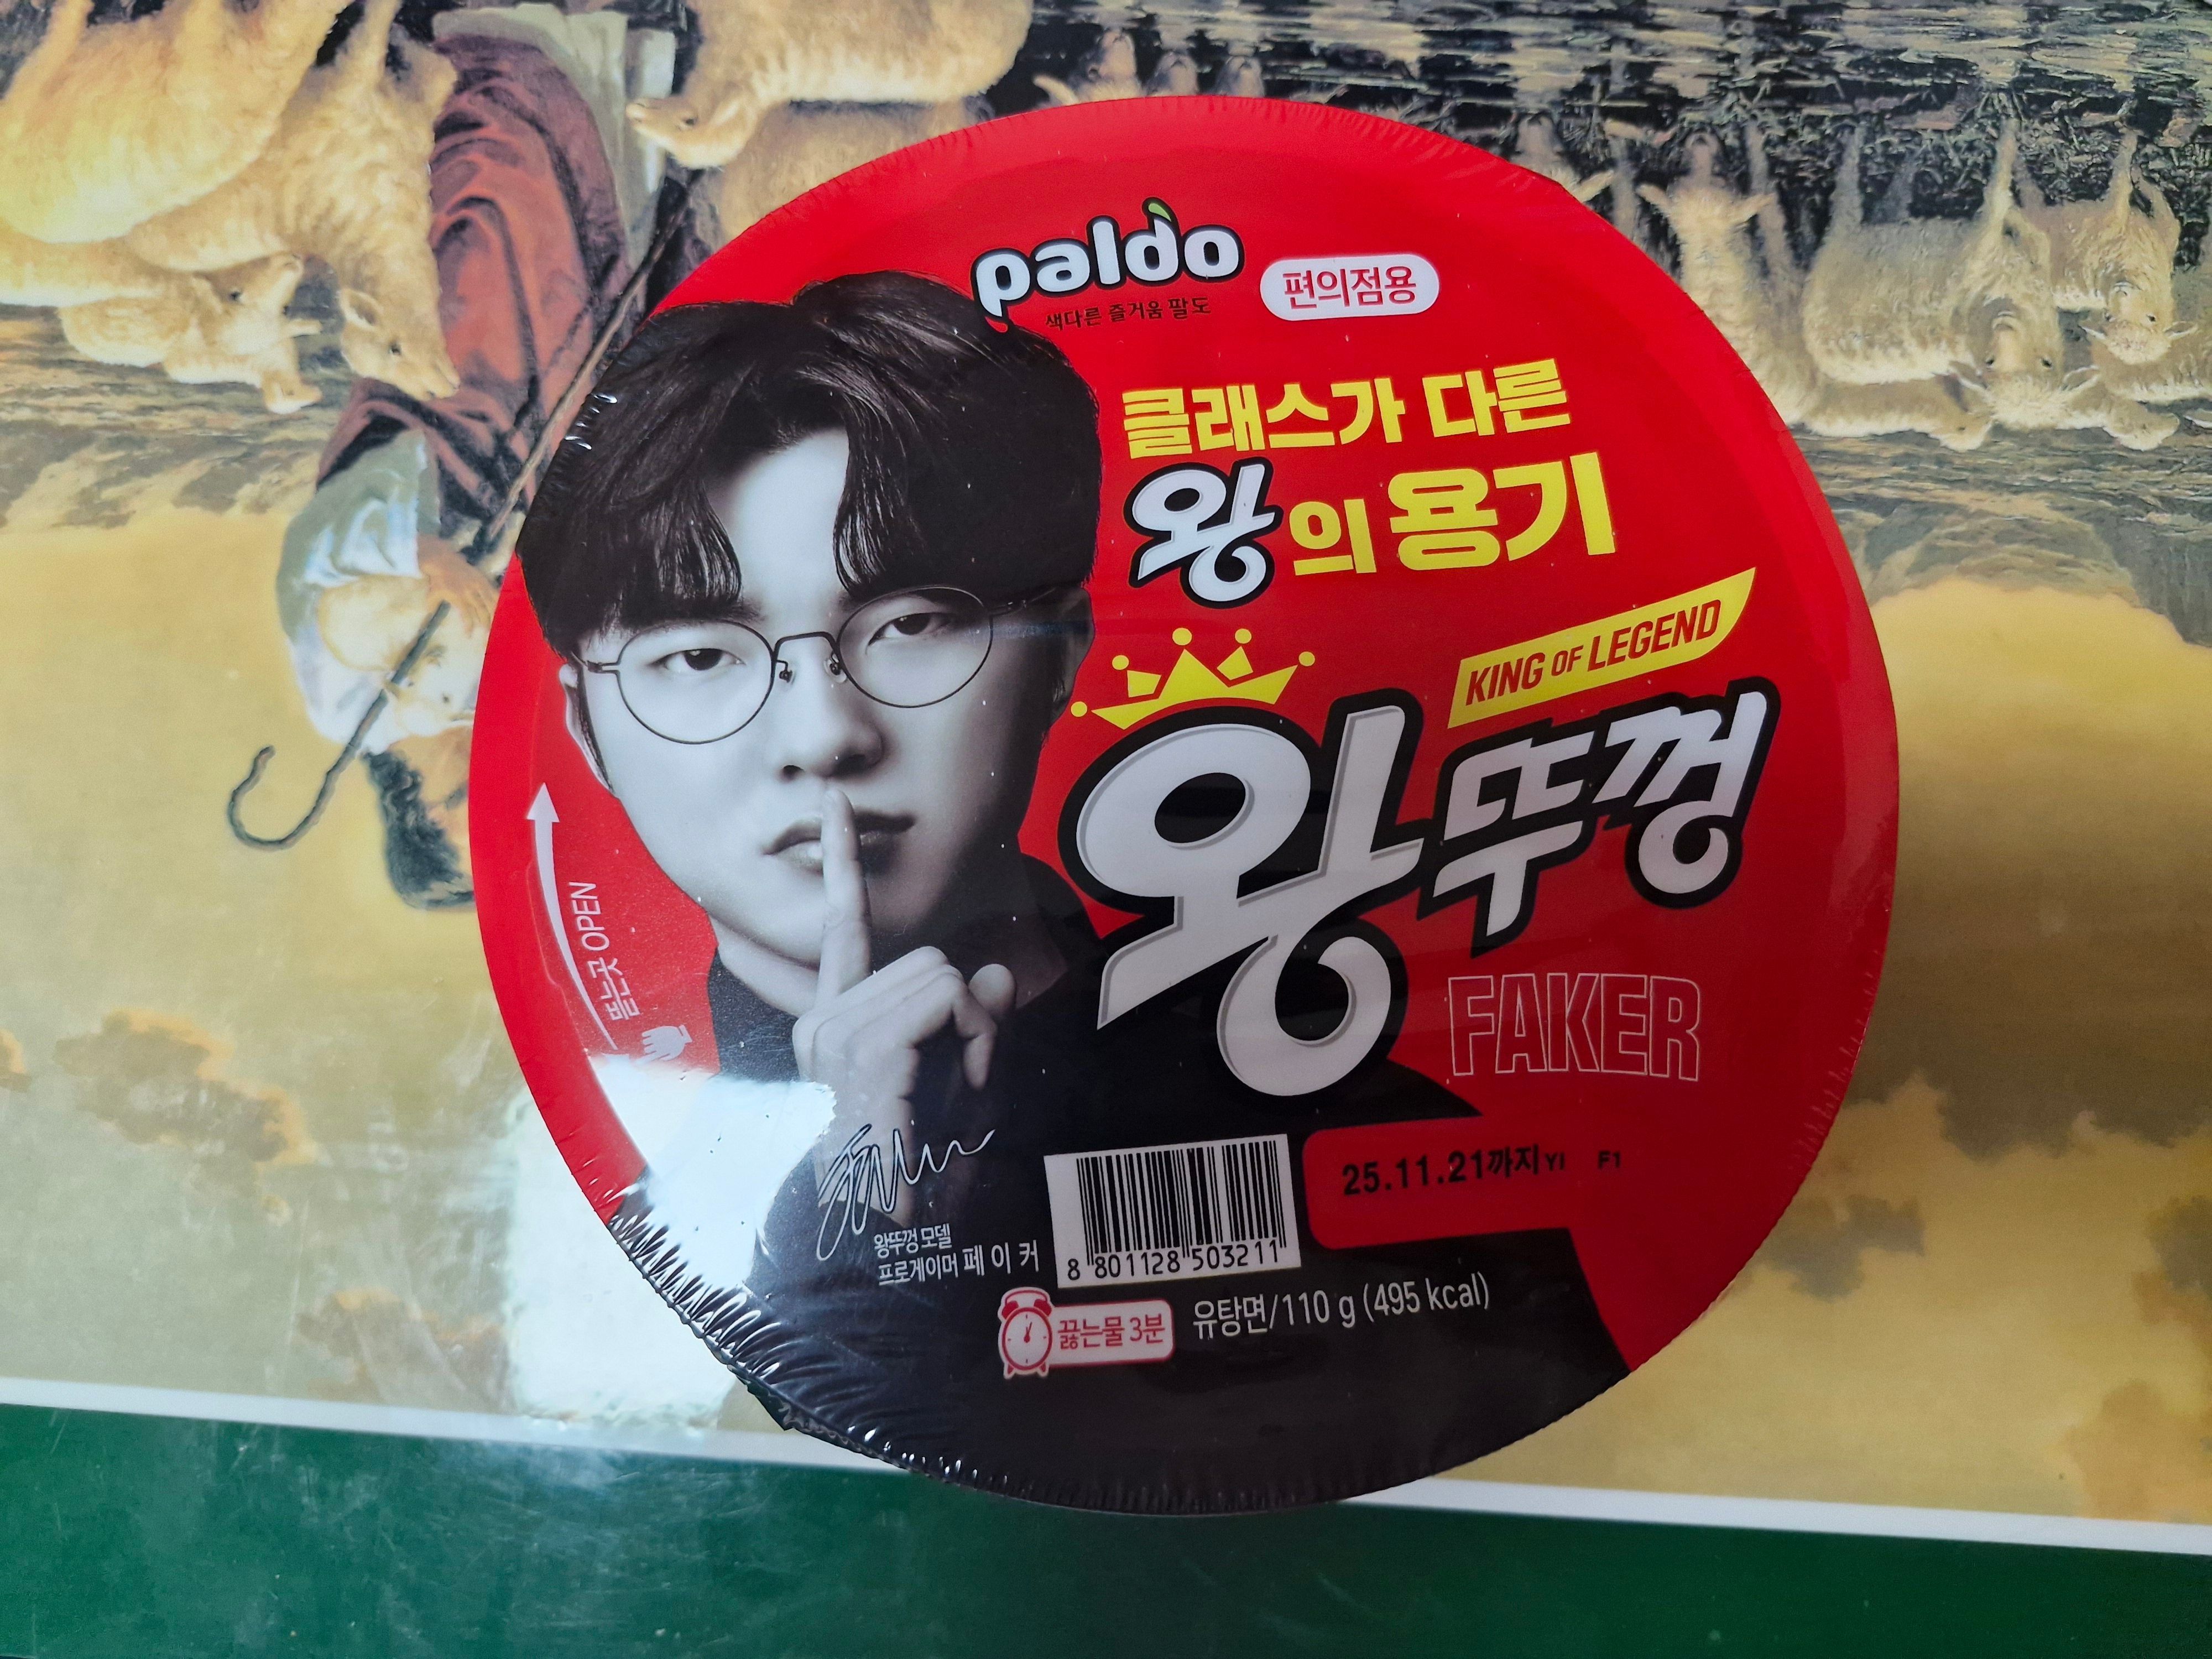 paldo
색다른 즐거움 팔도
편의점용
클래스가 다른
왕의 용기
KING OF LEGEND
왕뚜껑
FAKER
뜯는곳 OPEN
25.11.21까지 YI F1
왕뚜껑 모델
프로게이머 페이커
8 801128 503211
끓는물 3분
유탕면/110 g (495 kcal)